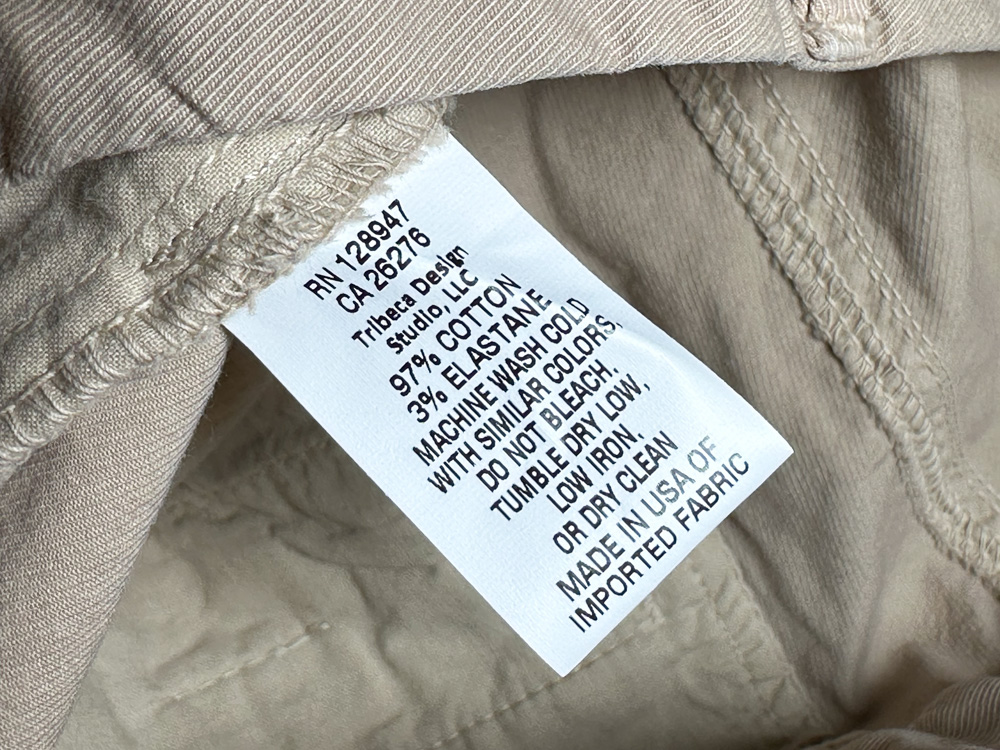 RN 128947
CA 26276
Tribeca Design
Studio, LLC
97% COTTON
3% ELASTANE
MACHINE WASH COLD
WITH SIMILAR COLORS.
DO NOT BLEACH,
TUMBLE DRY LOW,
LOW IRON,
OR DRY CLEAN
MADE IN USA OF
IMPORTED FABRIC